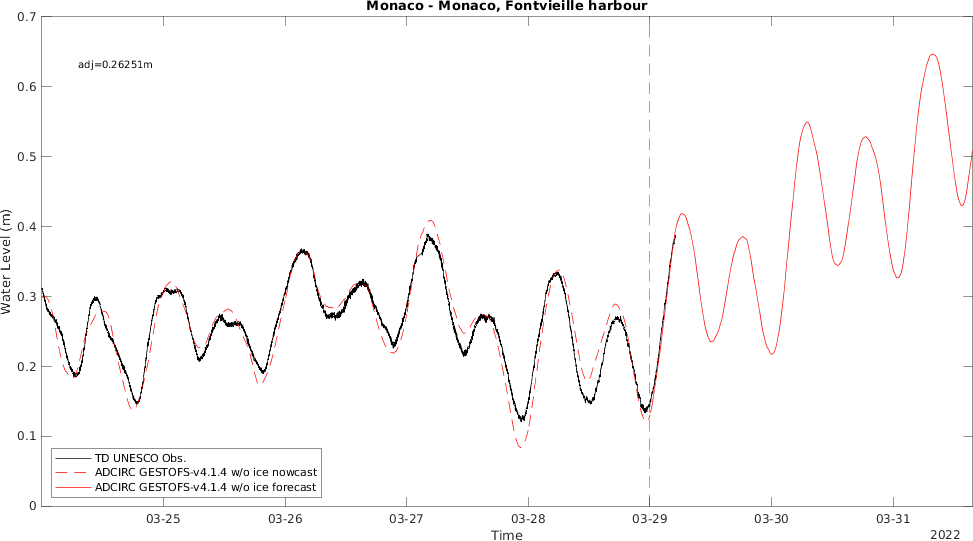 Monaco - Monaco, Fontvieille harbour
adj=0.26251m
Water Level (m)
0.7
0.6
0.5
0.4
0.3
0.2
0.1
0
TD UNESCO Obs.
ADCIRC GESTOFS-v4.1.4 w/o ice nowcast
ADCIRC GESTOFS-v4.1.4 w/o ice forecast
03-25 03-26 03-27 03-28 03-29 03-30 03-31
Time
2022